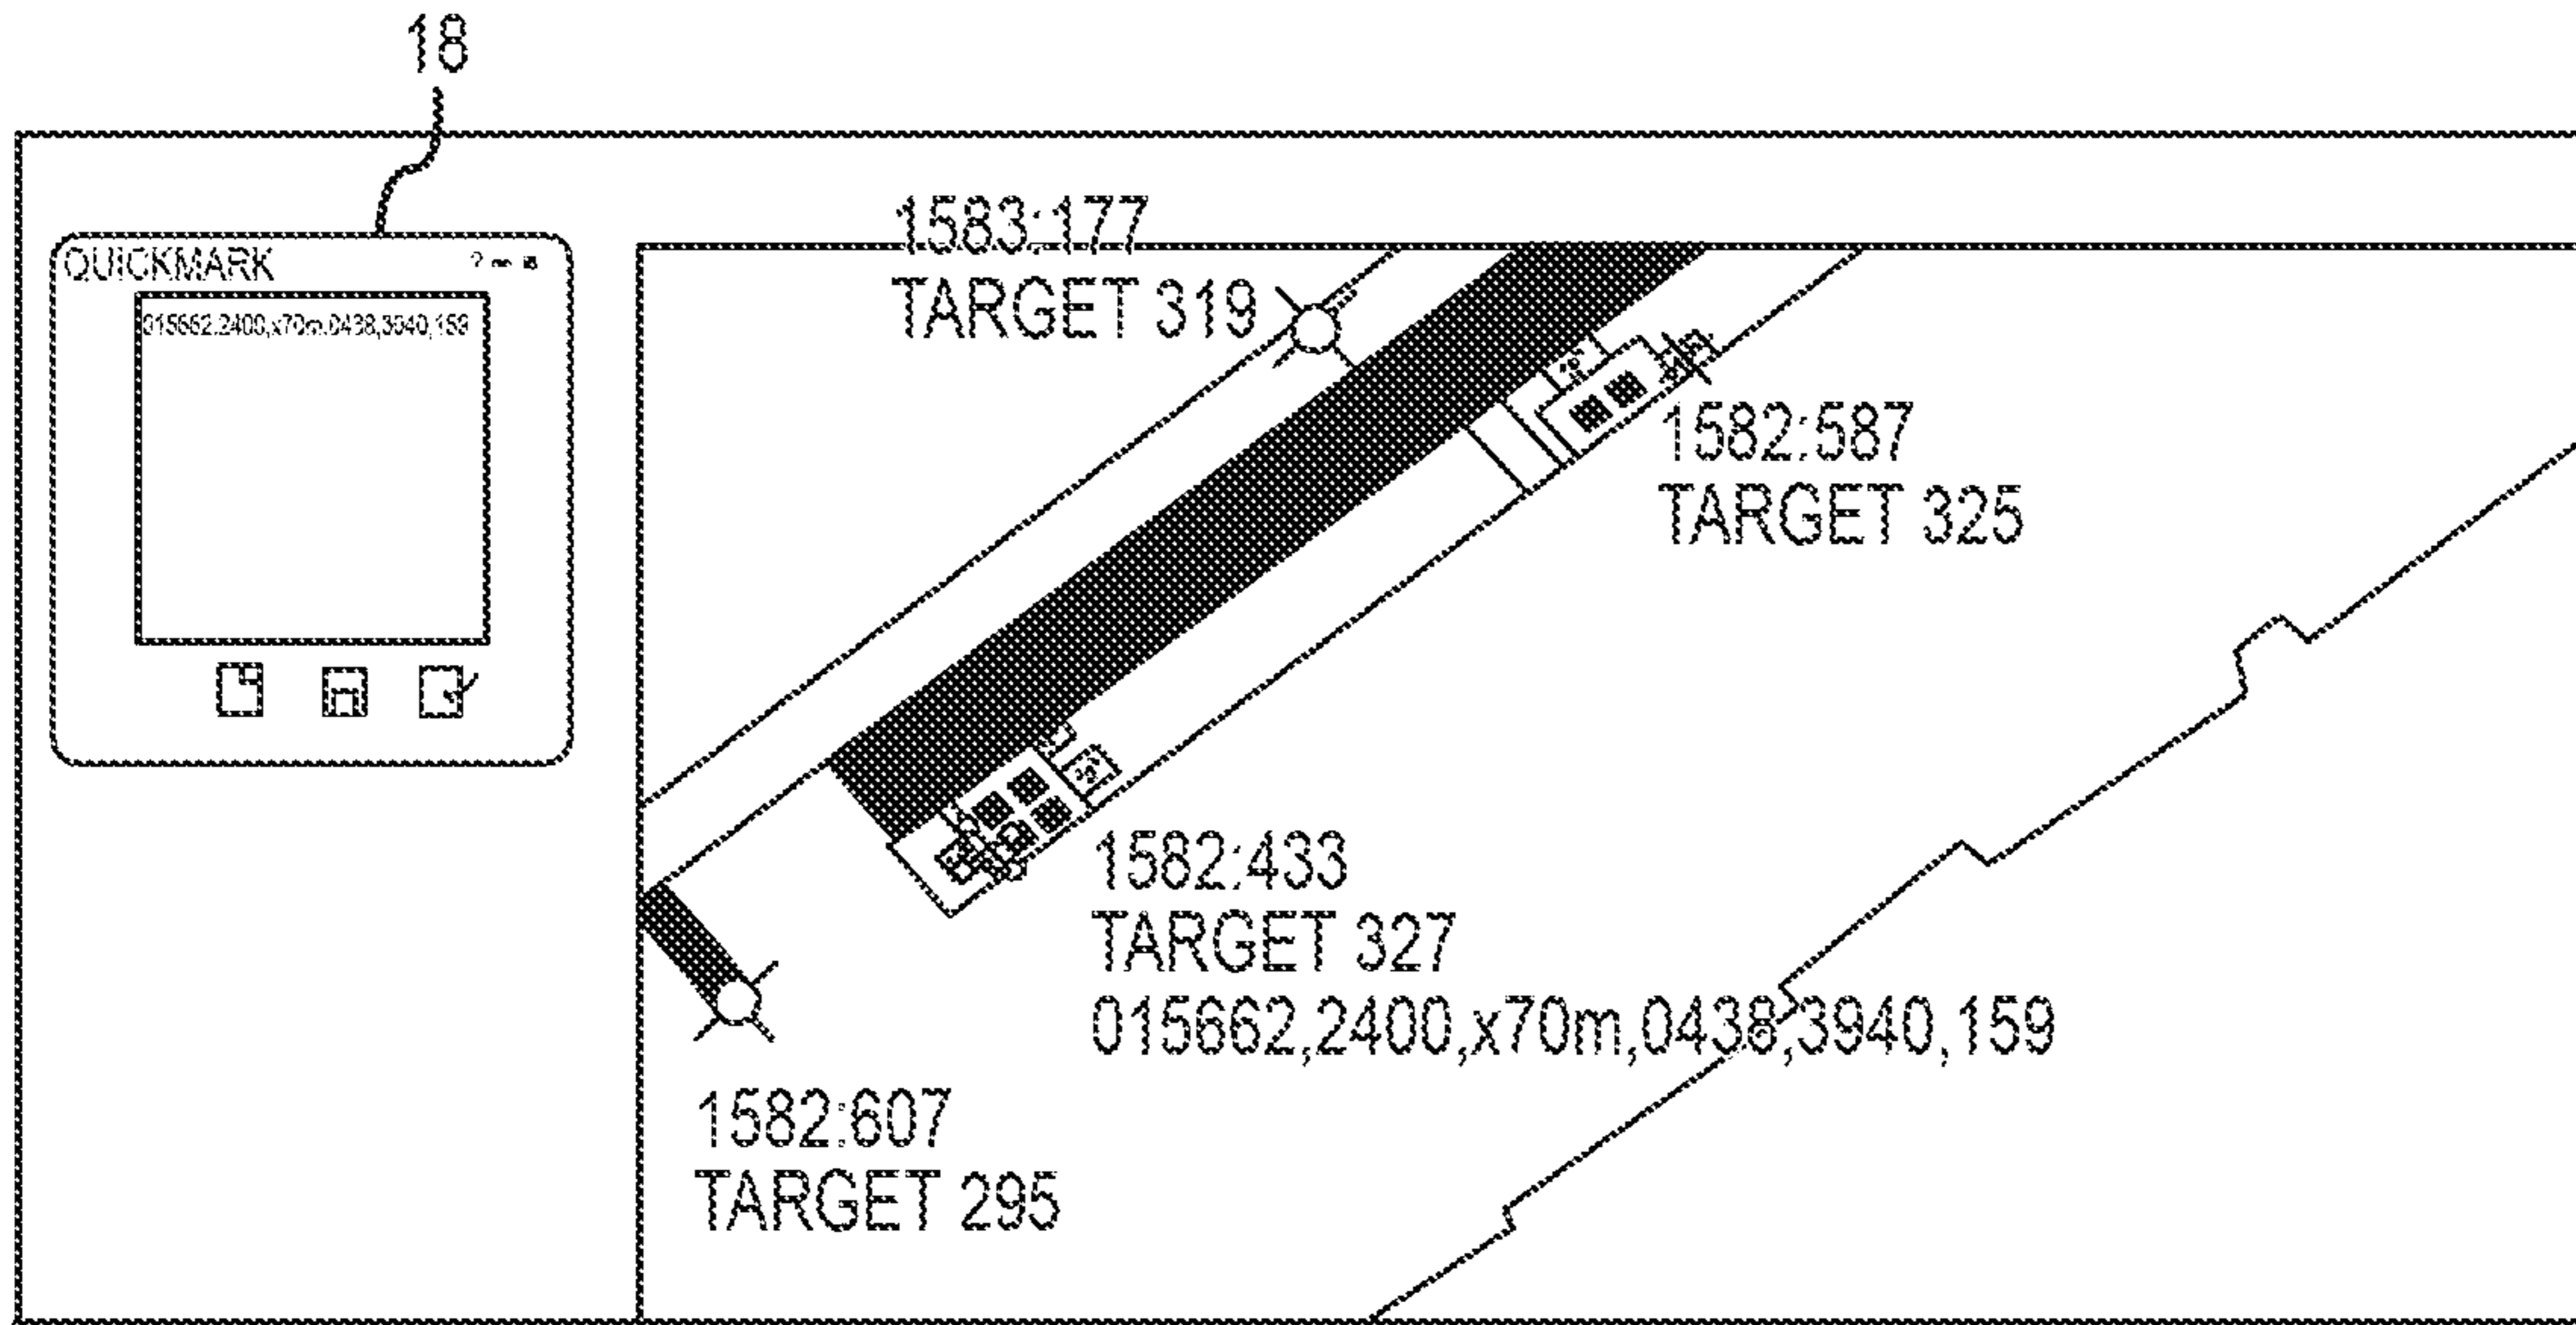 18
QUICKMARK
015662,2400,x70m,0438,3940,159
1583:177
TARGET 319
1582:587
TARGET 325
1582:433
TARGET 327
015662,2400,x70m,0438,3940,159
1582:607
TARGET 295